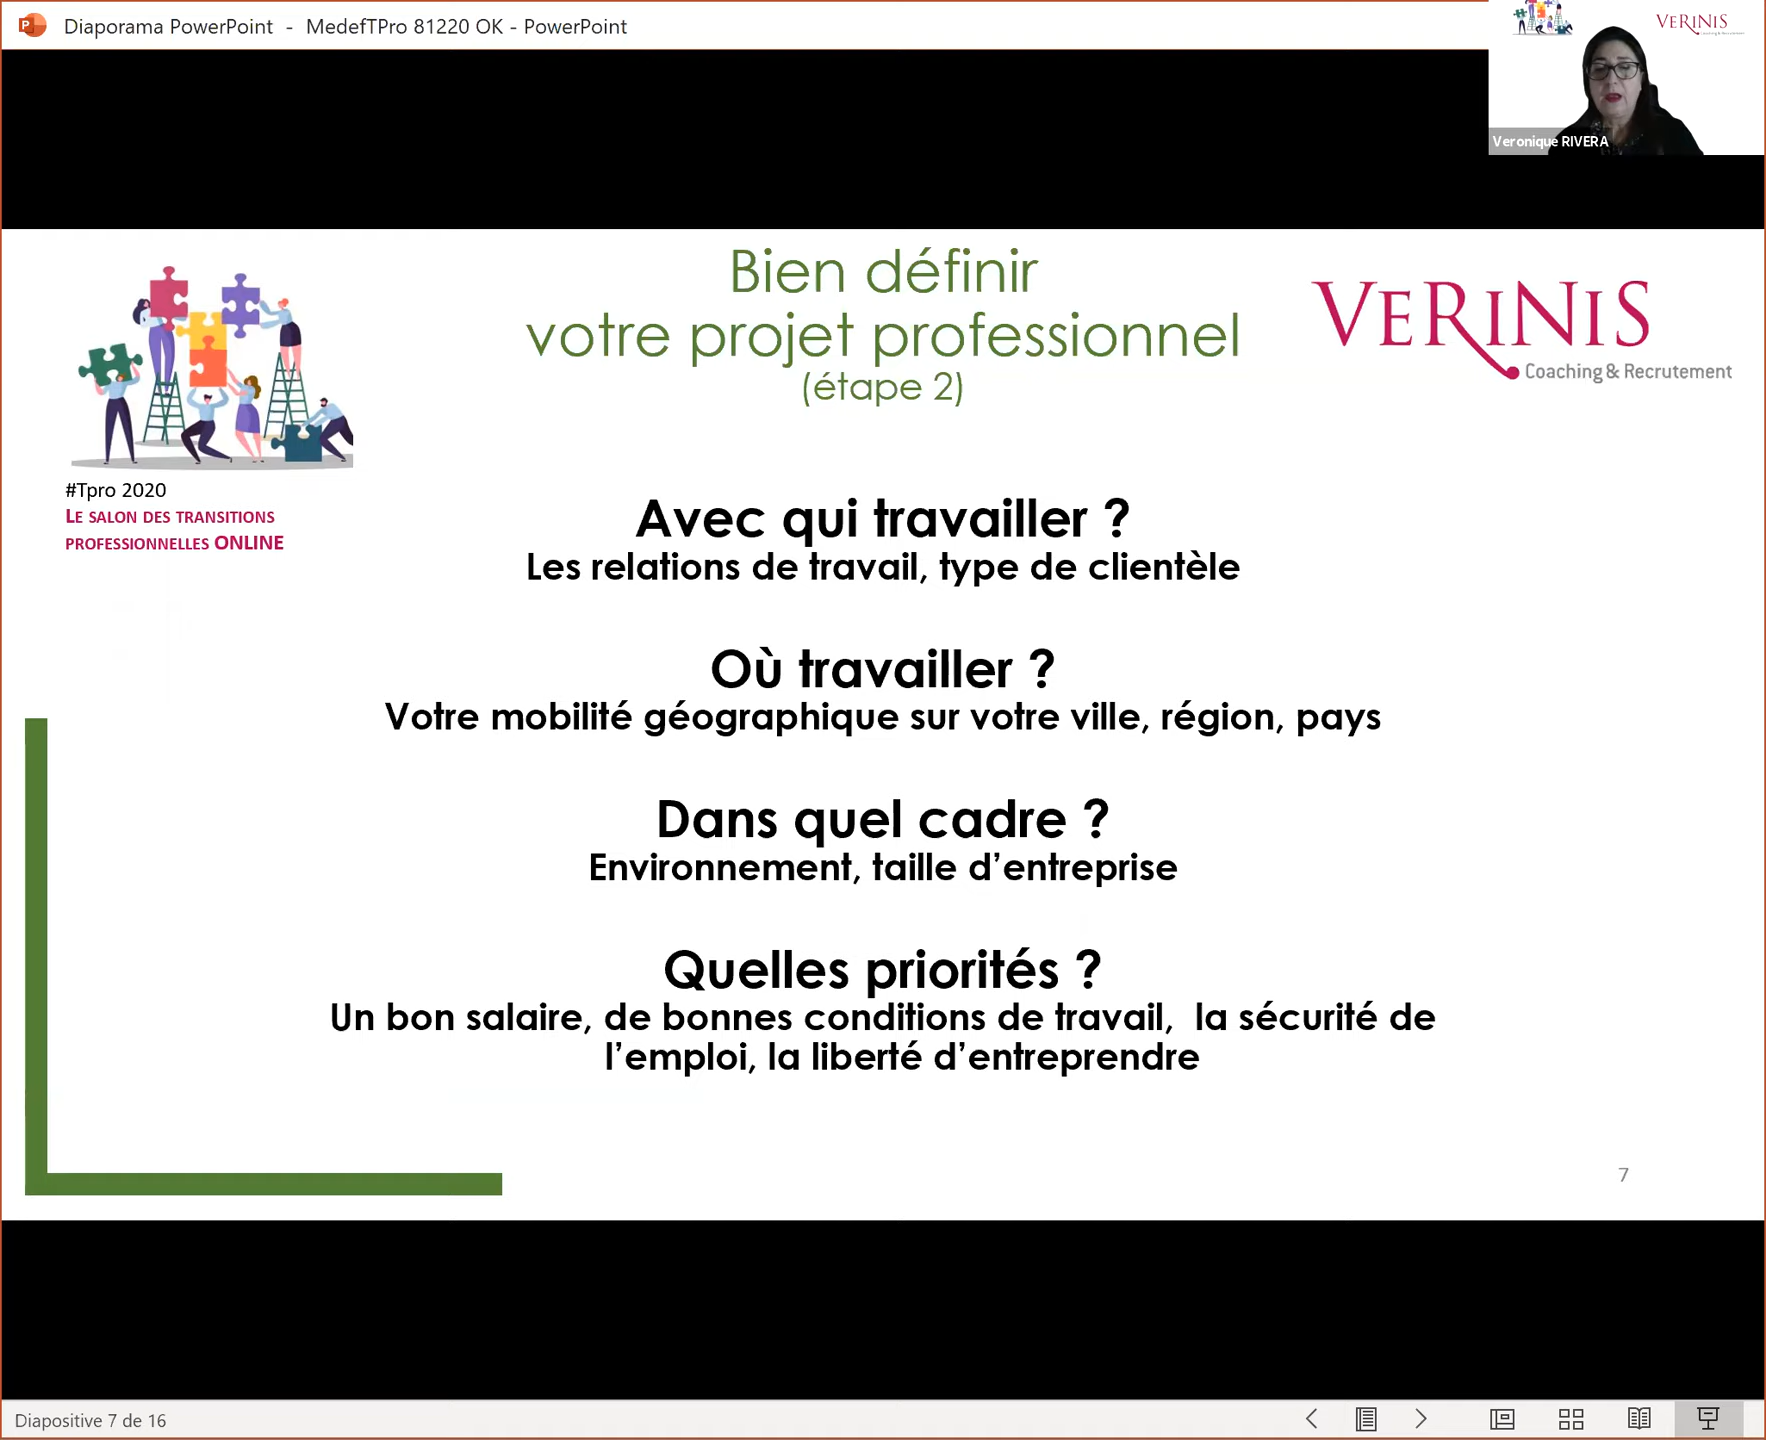 Diaporama PowerPoint - MedefTPro 81220 OK - PowerPoint
VERINIS
Veronique RIVERA
Bien définir
votre projet professionnel
(étape 2)
VERINIS
Coaching & Recrutement
#Tpro 2020
LE SALON DES TRANSITIONS
PROFESSIONNELLES ONLINE
Avec qui travailler ?
Les relations de travail, type de clientèle
Où travailler ?
Votre mobilité géographique sur votre ville, région, pays
Dans quel cadre ?
Environnement, taille d’entreprise
Quelles priorités ?
Un bon salaire, de bonnes conditions de travail, la sécurité de
l’emploi, la liberté d’entreprendre
7
Diapositive 7 de 16